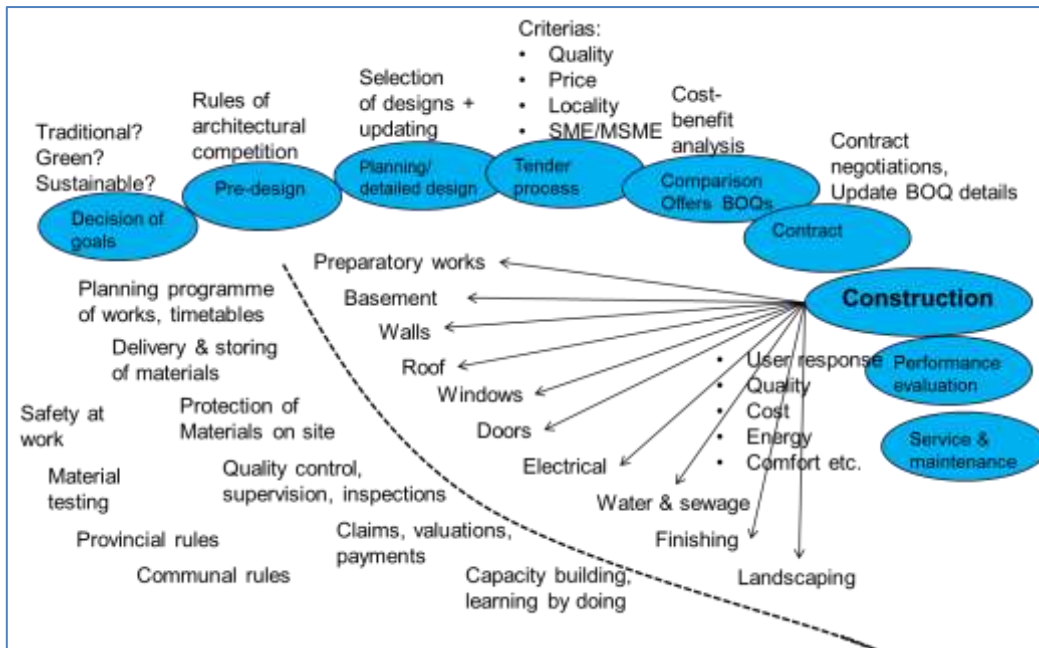 Criterias:
• Quality
• Price
• Locality
• SME/MSME
Selection
of designs +
updating
Cost-
benefit
analysis
Rules of
architectural
competition
Traditional?
Green?
Sustainable?
Contract
negotiations,
Update BOQ details
Decision of
goals
Pre-design
Planning/
detailed design
Tender
process
Comparison
Offers BOQs
Contract
Construction
Performance
evaluation
Service &
maintenance
Preparatory works
Basement
Walls
Roof
Windows
Doors
Electrical
Water & sewage
Finishing
Landscaping
• User response
• Quality
• Cost
• Energy
• Comfort etc.
Planning programme
of works, timetables
Delivery & storing
of materials
Safety at
work
Protection of
Materials on site
Material
testing
Quality control,
supervision, inspections
Provincial rules
Claims, valuations,
payments
Communal rules
Capacity building,
learning by doing